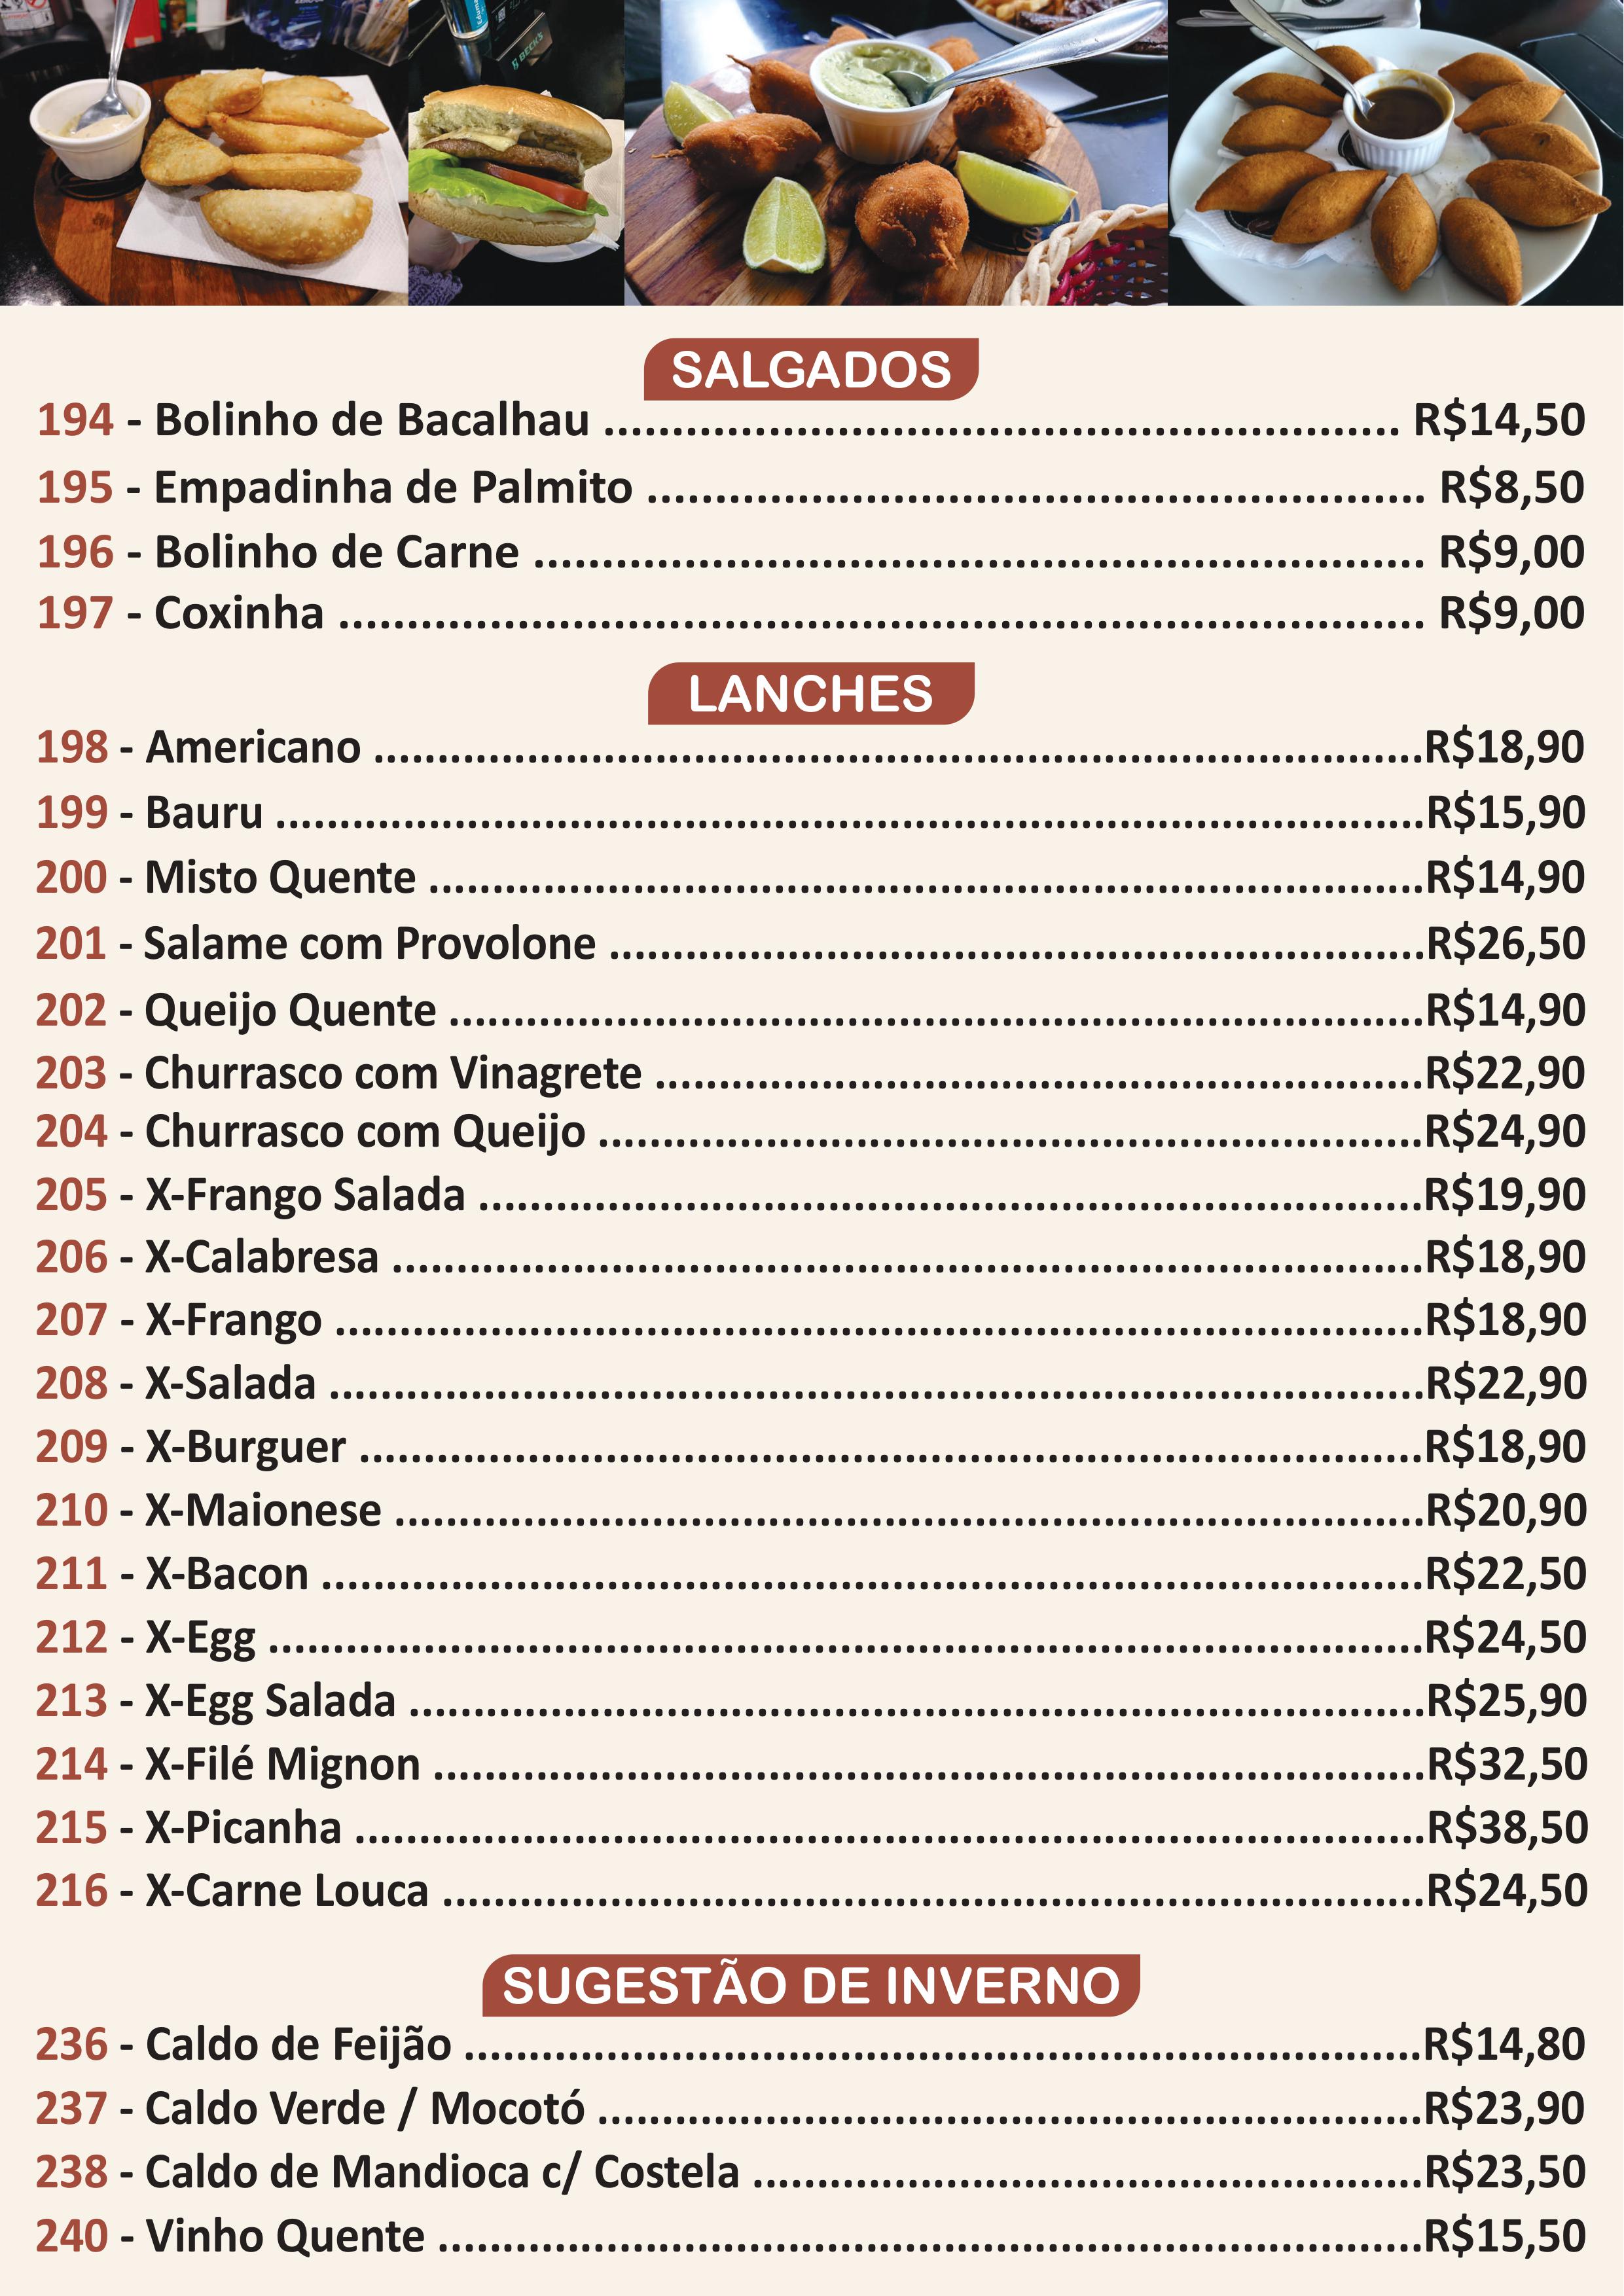 BECK'S
SALGADOS
194 - Bolinho de Bacalhau .......................................................... R$14,50
195 - Empadinha de Palmito ......................................................... R$8,50
196 - Bolinho de Carne ................................................................. R$9,00
197 - Coxinha ............................................................................... R$9,00
LANCHES
198 - Americano ................................................................................R$18,90
199 - Bauru ........................................................................................R$15,90
200 - Misto Quente ............................................................................R$14,90
201 - Salame com Provolone ..............................................................R$26,50
202 - Queijo Quente ..........................................................................R$14,90
203 - Churrasco com Vinagrete ..........................................................R$22,90
204 - Churrasco com Queijo ...............................................................R$24,90
205 - X-Frango Salada ........................................................................R$19,90
206 - X-Calabresa ...............................................................................R$18,90
207 - X-Frango ...................................................................................R$18,90
208 - X-Salada ....................................................................................R$22,90
209 - X-Burguer ..................................................................................R$18,90
210 - X-Maionese ...............................................................................R$20,90
211 - X-Bacon .....................................................................................R$22,50
212 - X-Egg .........................................................................................R$24,50
213 - X-Egg Salada ..............................................................................R$25,90
214 - X-Filé Mignon ............................................................................R$32,50
215 - X-Picanha ..................................................................................R$38,50
216 - X-Carne Louca ...........................................................................R$24,50
SUGESTÃO DE INVERNO
236 - Caldo de Feijão .........................................................................R$14,80
237 - Caldo Verde / Mocotó ...............................................................R$23,90
238 - Caldo de Mandioca c/ Costela ...................................................R$23,50
240 - Vinho Quente ...........................................................................R$15,50